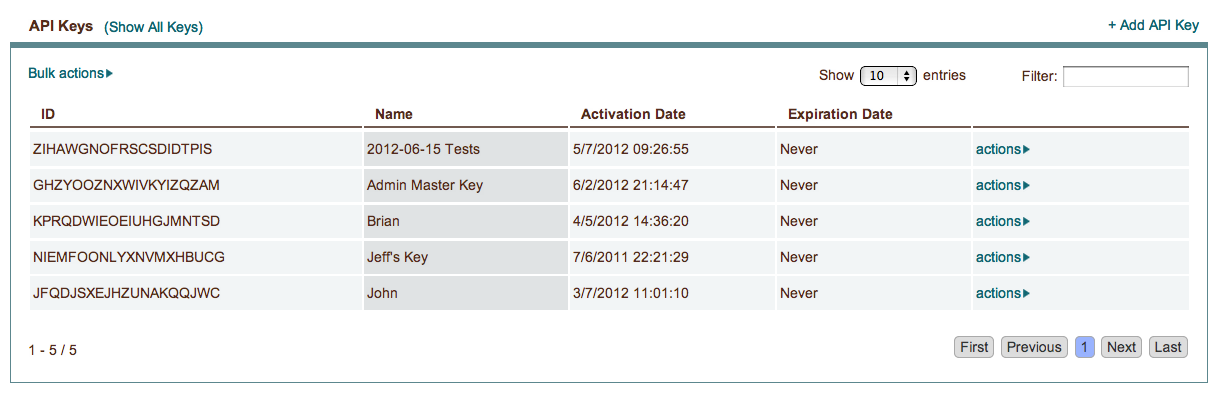 API Keys (Show All Keys) + Add API Key
Bulk actions Show 10 entries Filter:
ID Name Activation Date Expiration Date
ZIHAWGNOFRSCSDIDTPIS 2012-06-15 Tests 5/7/2012 09:26:55 Never actions
GHZYOOZNXWIVKYIZQZAM Admin Master Key 6/2/2012 21:14:47 Never actions
KPRQDWIEOEIUHGJMNTSD Brian 4/5/2012 14:36:20 Never actions
NIEMFOONLYXNVMXHBUCG Jeff's Key 7/6/2011 22:21:29 Never actions
JFQDJSXEJHZUNAKQQJWC John 3/7/2012 11:01:10 Never actions
1 - 5 / 5 First Previous 1 Next Last